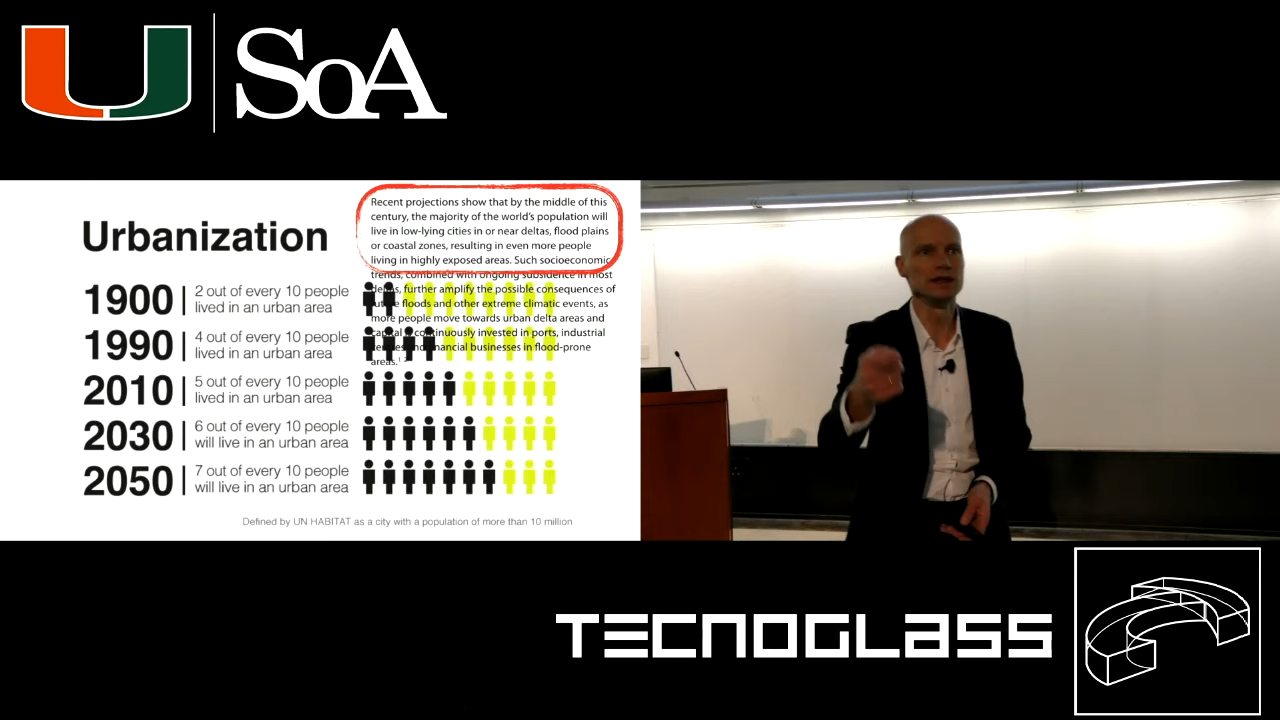 U
SoA
Urbanization
Recent projections show that by the middle of this
century, the majority of the world's population will
live in low-lying cities in or near deltas, flood plains
or coastal zones, resulting in even more people
living in highly exposed areas. Such socioeconomic
trends, combined with ongoing subsidence in most
deltas, further amplify the possible consequences of
future floods and other extreme climatic events, as
more people move towards urban delta areas and
capital is continuously invested in ports, industrial
and financial businesses in flood-prone
areas.
1900
2 out of every 10 people
lived in an urban area
1990
4 out of every 10 people
lived in an urban area
2010
5 out of every 10 people
lived in an urban area
2030
6 out of every 10 people
will live in an urban area
2050
7 out of every 10 people
will live in an urban area
Defined by UN HABITAT as a city with a population of more than 10 million
TECNOGLASS